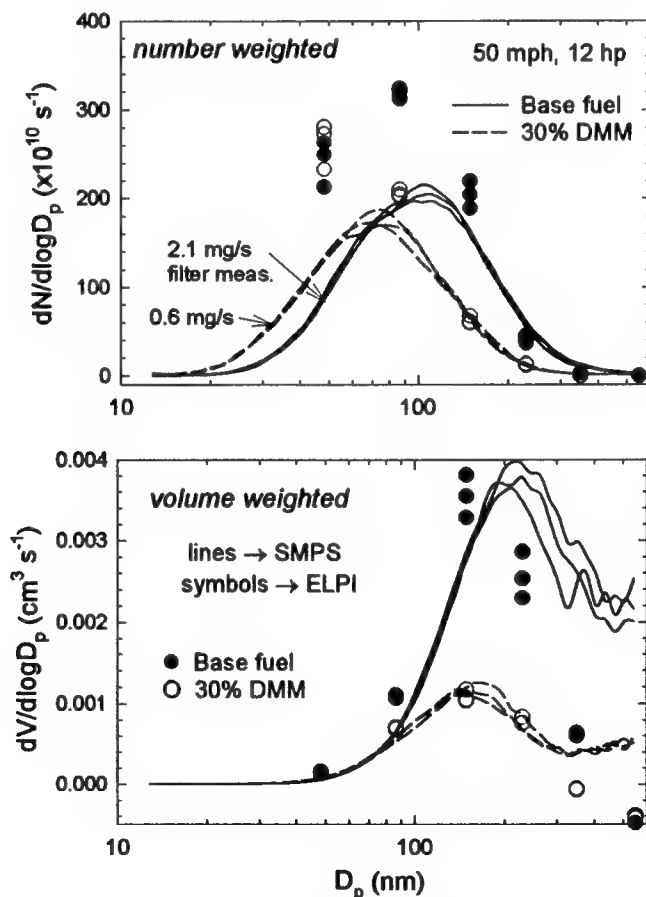 400
300
200
100
0
dN/dlogDp (x10^10 s^-1)
number weighted
50 mph, 12 hp
Base fuel
30% DMM
2.1 mg/s
filter meas.
0.6 mg/s
10
100
0.004
0.003
0.002
0.001
0.000
dV/dlogDp (cm^3 s^-1)
volume weighted
lines → SMPS
symbols → ELPI
Base fuel
30% DMM
10
100
Dp (nm)